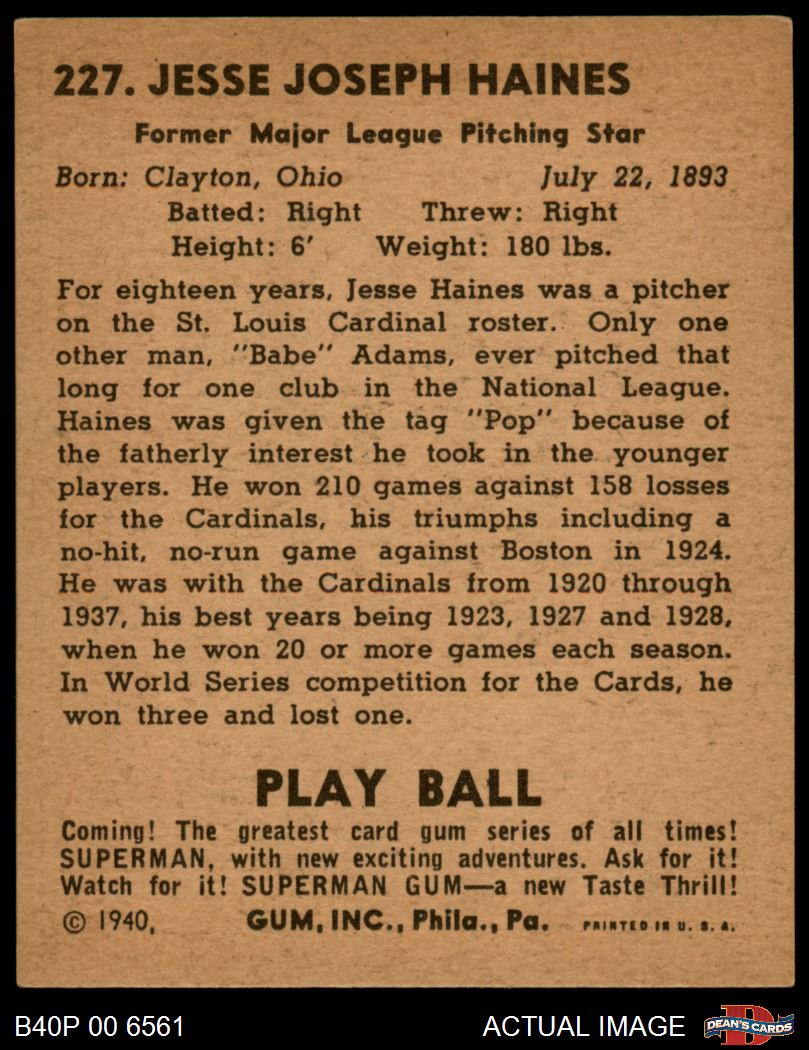 227. JESSE JOSEPH HAINES
Former Major League Pitching Star
Born: Clayton, Ohio July 22, 1893
Batted: Right Threw: Right
Height: 6' Weight: 180 lbs.
For eighteen years, Jesse Haines was a pitcher
on the St. Louis Cardinal roster. Only one
other man, "Babe" Adams, ever pitched that
long for one club in the National League.
Haines was given the tag "Pop" because of
the fatherly interest he took in the younger
players. He won 210 games against 158 losses
for the Cardinals, his triumphs including a
no-hit, no-run game against Boston in 1924.
He was with the Cardinals from 1920 through
1937, his best years being 1923, 1927 and 1928,
when he won 20 or more games each season.
In World Series competition for the Cards, he
won three and lost one.
PLAY BALL
Coming! The greatest card gum series of all times!
SUPERMAN, with new exciting adventures. Ask for it!
Watch for it! SUPERMAN GUM—a new Taste Thrill!
© 1940, GUM, INC., Phila., Pa. PRINTED IN U. S. A.
B40P 00 6561 ACTUAL IMAGE D DEAN'S CARDS